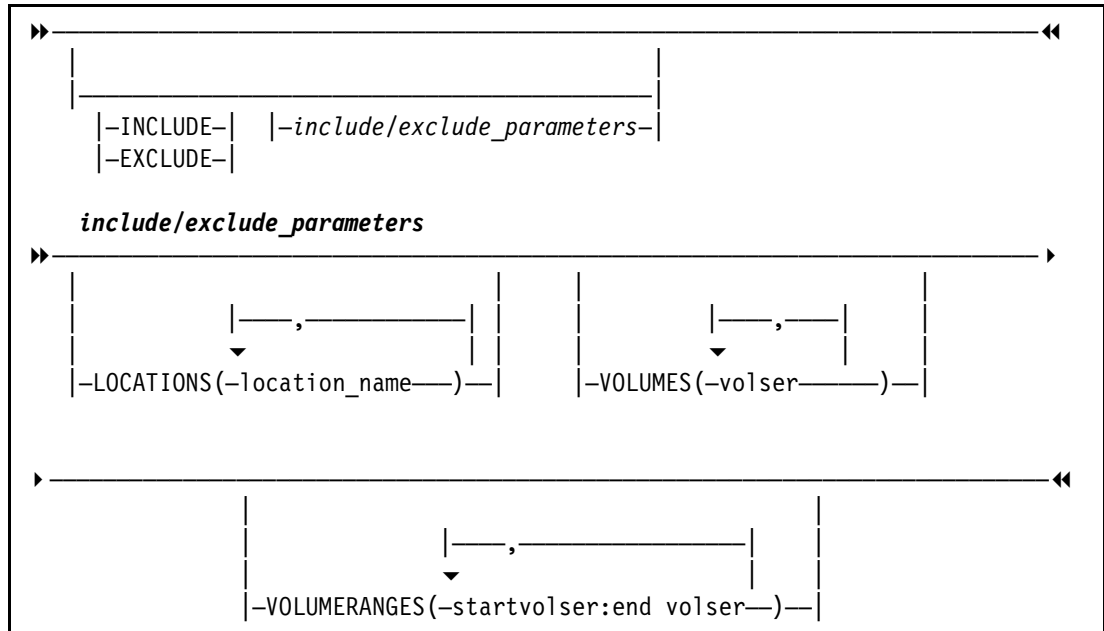 |–INCLUDE–| |–include/exclude_parameters–|
|–EXCLUDE–|
include/exclude_parameters
|————,————————————| |————,————|
|–LOCATIONS(–location_name———)——| |–VOLUMES(–volser——————)——|
|————,—————————————————|
|–VOLUMERANGES(–startvolser:end volser——)——|